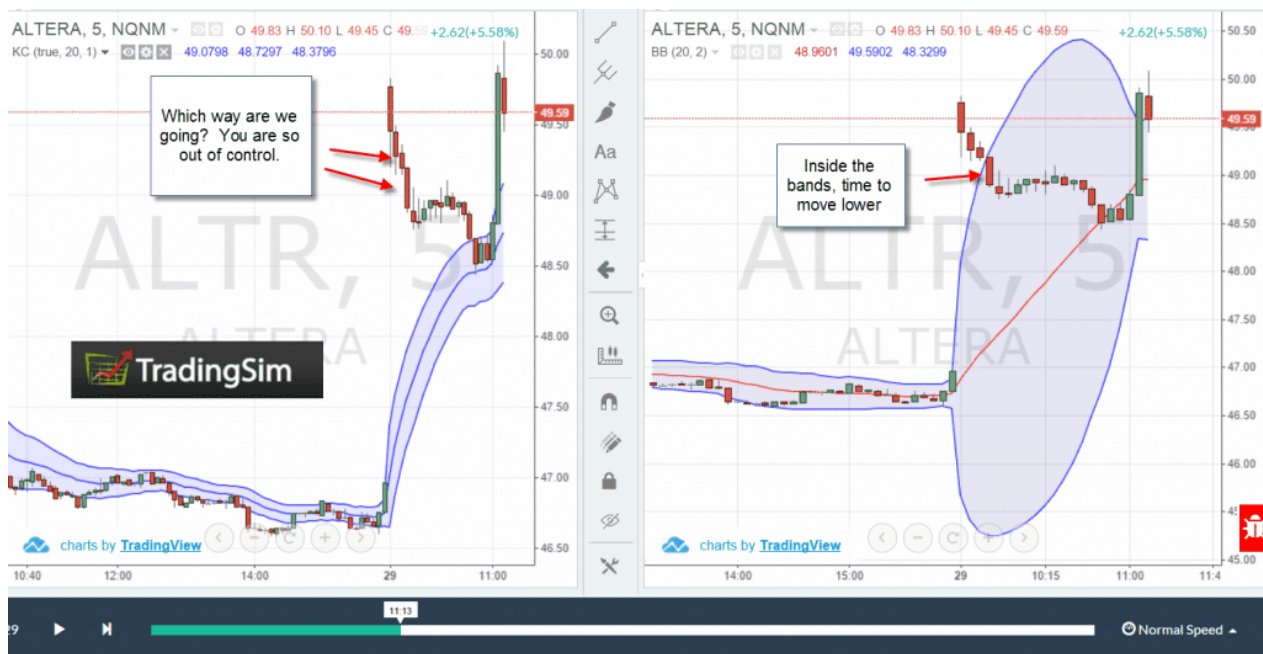 ALTERA, 5, NQNM O 49.83 H 50.10 L 49.45 C 49.59 +2.62(+5.58%)
KC (true, 20, 1) 49.0798 48.7297 48.3796
Which way are we
going? You are so
out of control.
50.00
49.59
49.50
49.00
48.50
48.00
47.50
47.00
46.50
ALTR, 5
ALTERA
TradingSim
charts by TradingView
10:40 12:00 14:00 29 11:00
Aa
ALTERA, 5, NQNM O 49.83 H 50.10 L 49.45 C 49.59 +2.62(+5.58%)
BB (20, 2) 48.9601 49.5902 48.3299
Inside the
bands, time to
move lower
50.50
50.00
49.59
49.50
49.00
48.50
48.00
47.50
47.00
46.50
46.00
45.00
ALTR, 5
ALTERA
charts by TradingView
14:00 15:00 29 10:15 11:00 11:4
11:13
29
Normal Speed